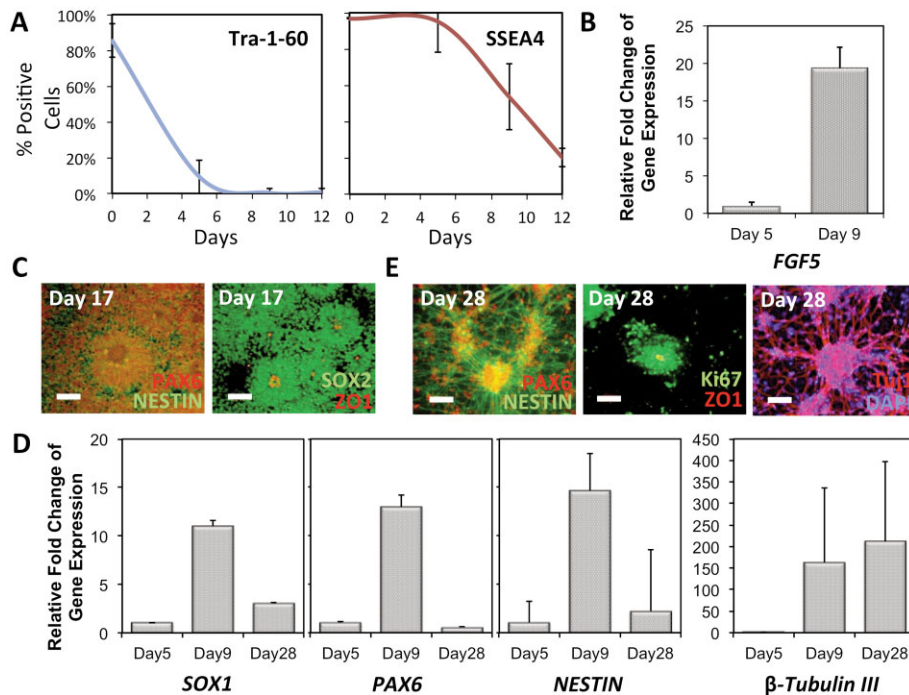 A
Tra-1-60
SSEA4
% Positive
Cells
100%
80%
60%
40%
20%
0%
0 2 4 6 8 10 12
Days
0 2 4 6 8 10 12
Days
B
Relative Fold Change of
Gene Expression
25
20
15
10
5
0
Day 5 Day 9
FGF5
C
Day 17
PAX6
NESTIN
Day 17
SOX2
ZO1
E
Day 28
PAX6
NESTIN
Day 28
Ki67
ZO1
Day 28
Tuj1
DAP
D
Relative Fold Change of
Gene Expression
20
15
10
5
0
Day5 Day9 Day28
SOX1
Day5 Day9 Day28
PAX6
Day5 Day9 Day28
NESTIN
450
400
350
300
250
200
150
100
50
0
Day5 Day9 Day28
β-Tubulin III